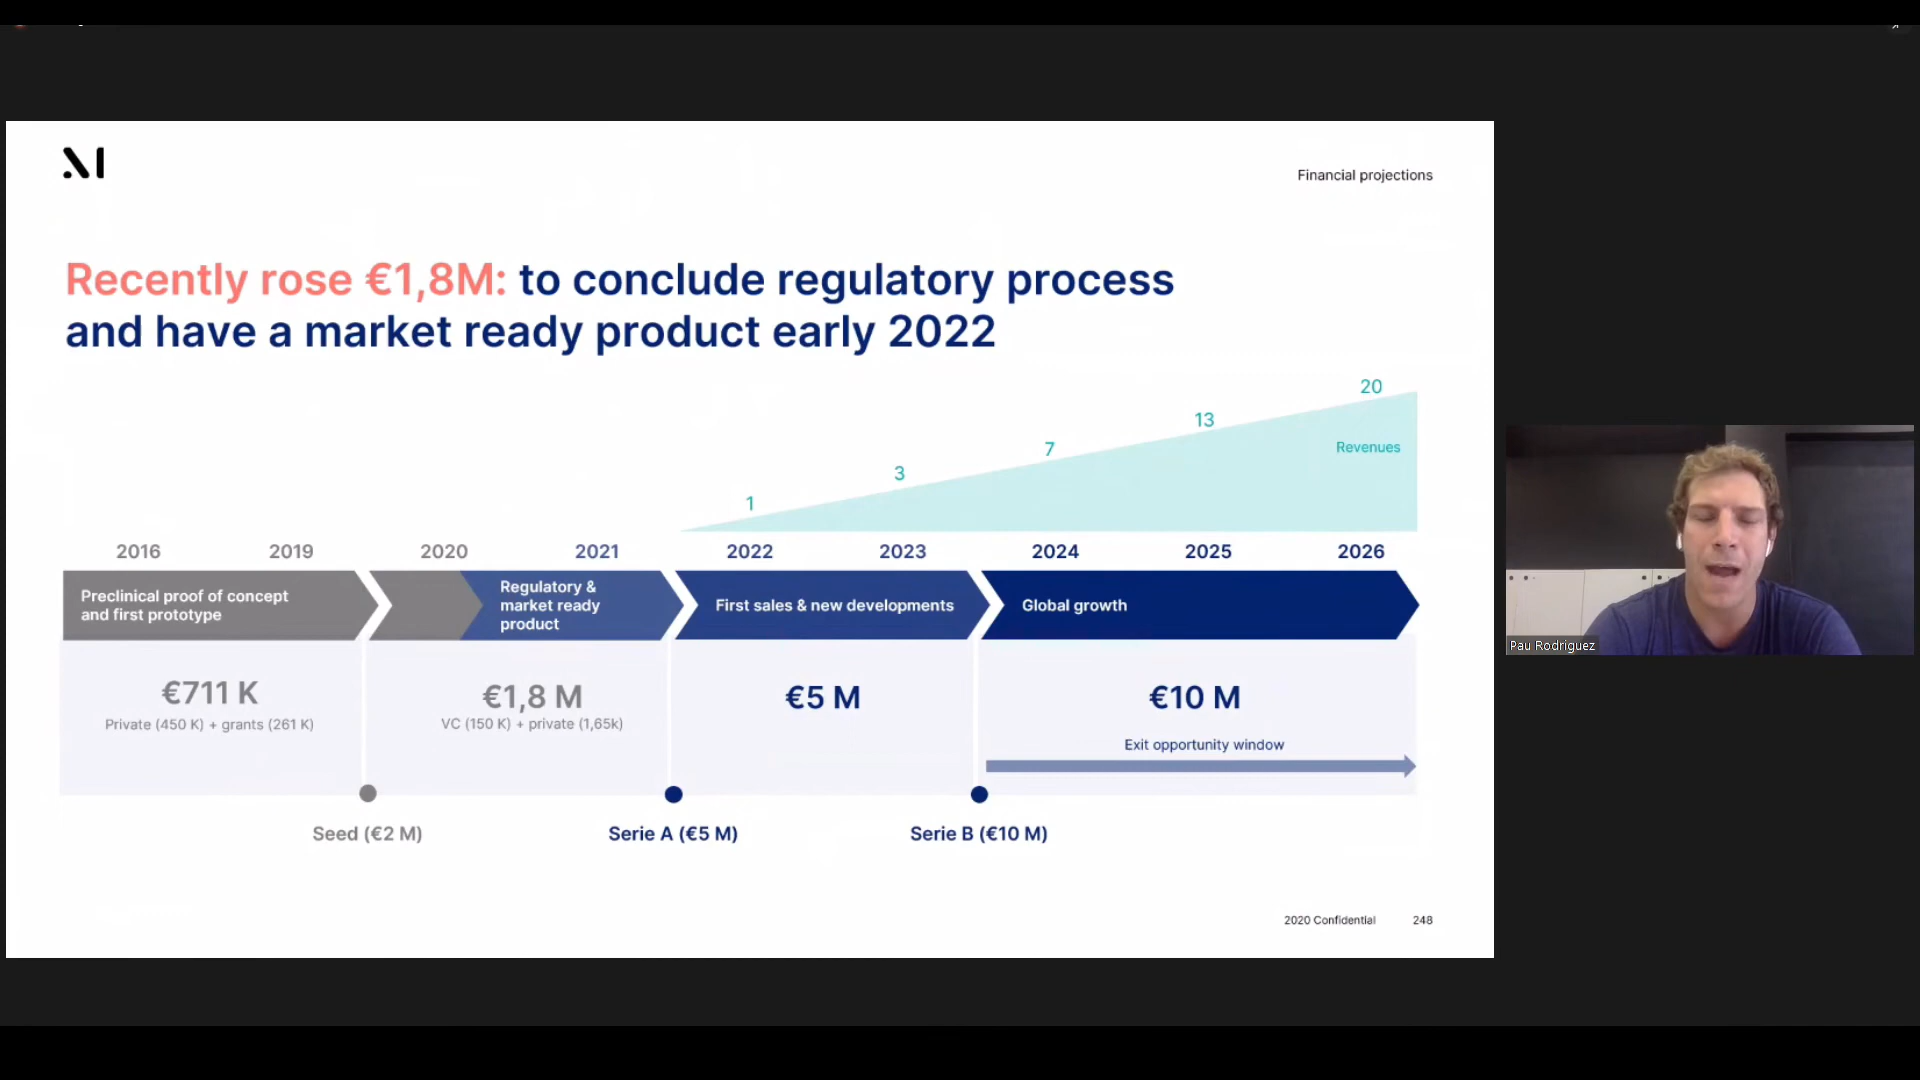 Financial projections
Recently rose €1,8M: to conclude regulatory process
and have a market ready product early 2022
20
13
7
3
1
Revenues
2016 2019 2020 2021 2022 2023 2024 2025 2026
Preclinical proof of concept
and first prototype
Regulatory &
market ready
product
First sales & new developments
Global growth
€711 K
Private (450 K) + grants (261 K)
€1,8 M
VC (150 K) + private (1,65k)
€5 M
€10 M
Exit opportunity window
Seed (€2 M)
Serie A (€5 M)
Serie B (€10 M)
2020 Confidential 248
Pau Rodriguez